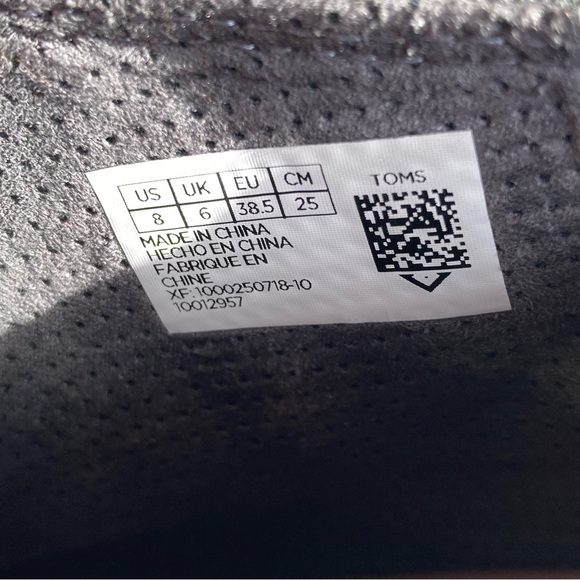 US UK EU CM
8 6 38.5 25
MADE IN CHINA
HECHO EN CHINA
FABRIQUE EN
CHINE
XF:1000250718-10
10012957
TOMS